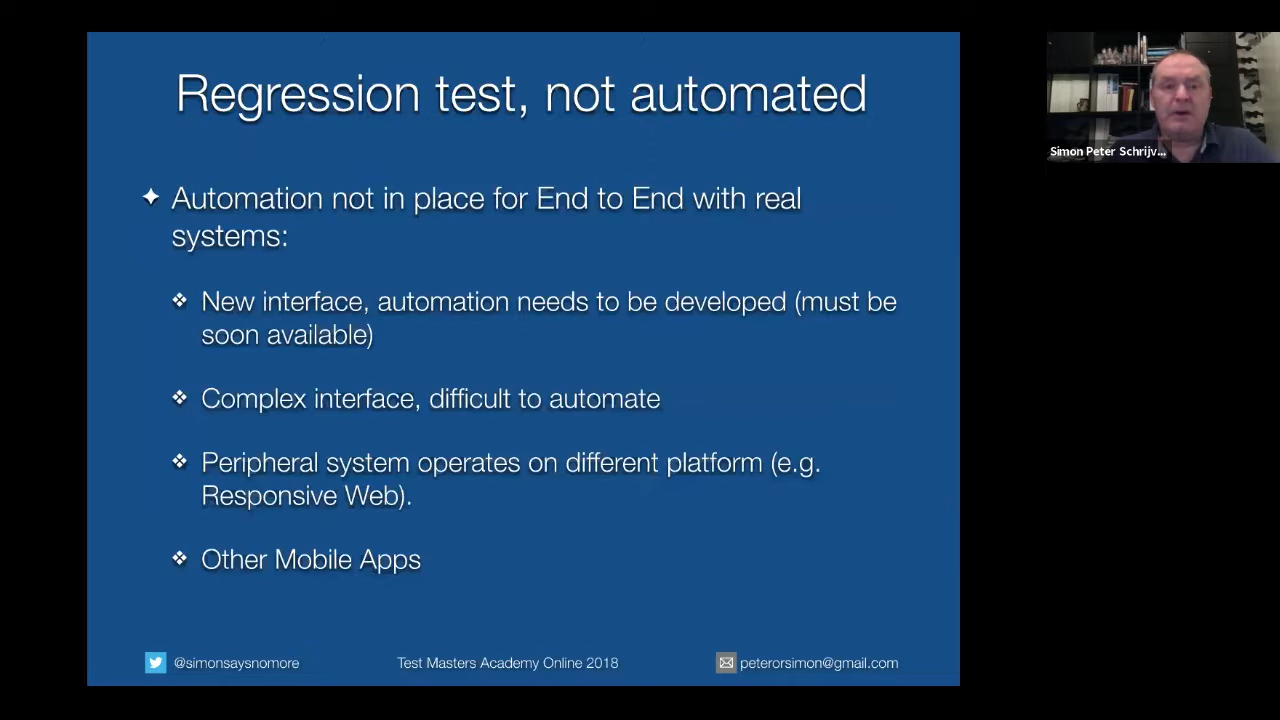 Regression test, not automated
Simon Peter Schrijv...
Automation not in place for End to End with real
systems:
New interface, automation needs to be developed (must be
soon available)
Complex interface, difficult to automate
Peripheral system operates on different platform (e.g.
Responsive Web).
Other Mobile Apps
@simonsaysnomore
Test Masters Academy Online 2018
peterorsimon@gmail.com